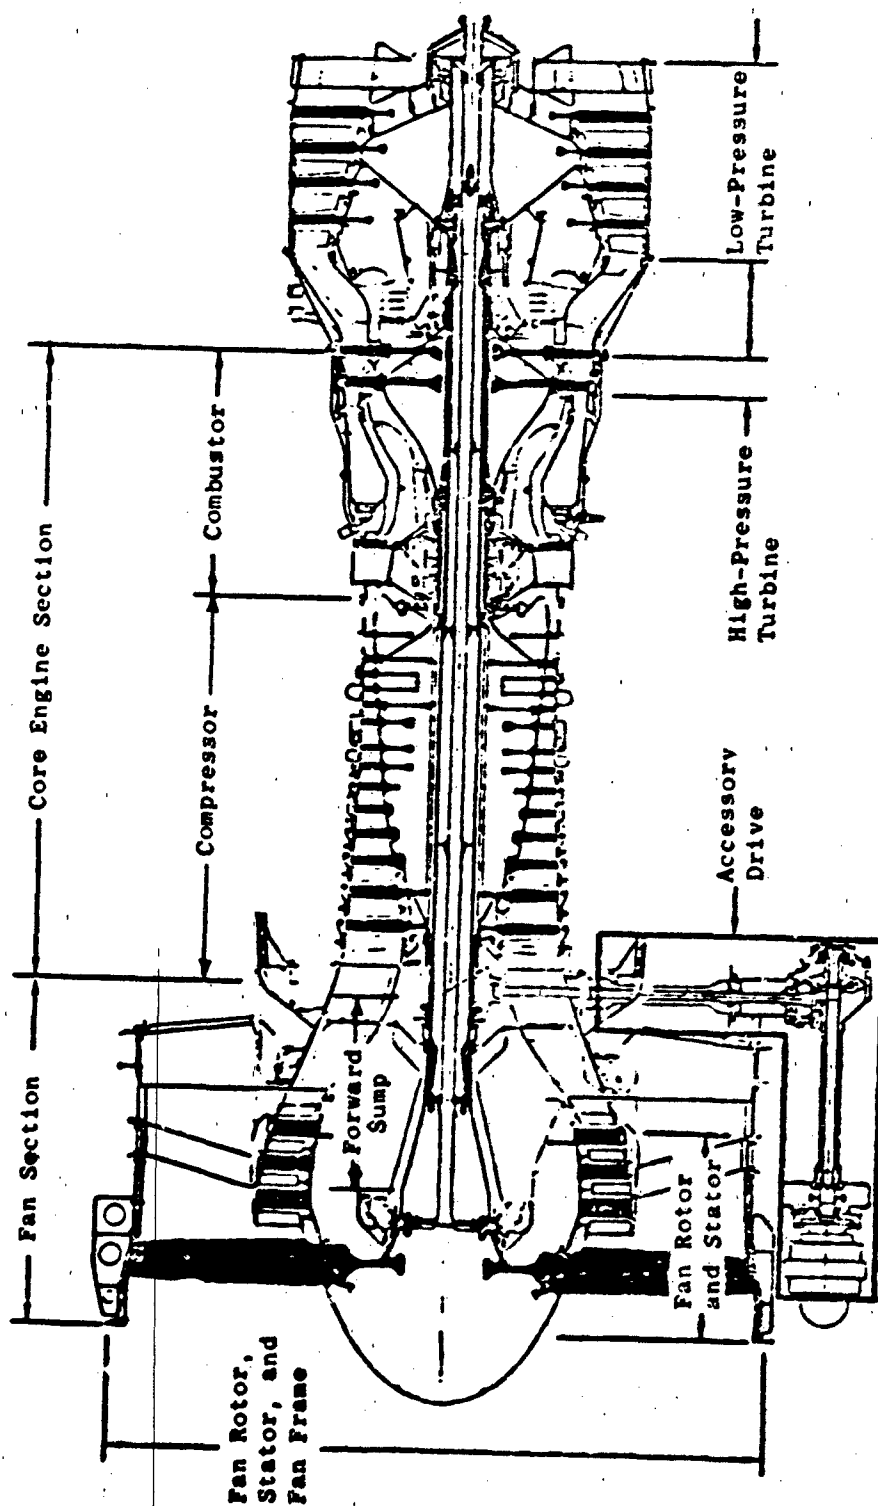 Fan Section
Core Engine Section
Compressor
Combustor
Forward
Sump
Fan Rotor,
Stator, and
Fan Frame
Fan Rotor
and Stator
Accessory
Drive
High-Pressure
Turbine
Low-Pressure
Turbine